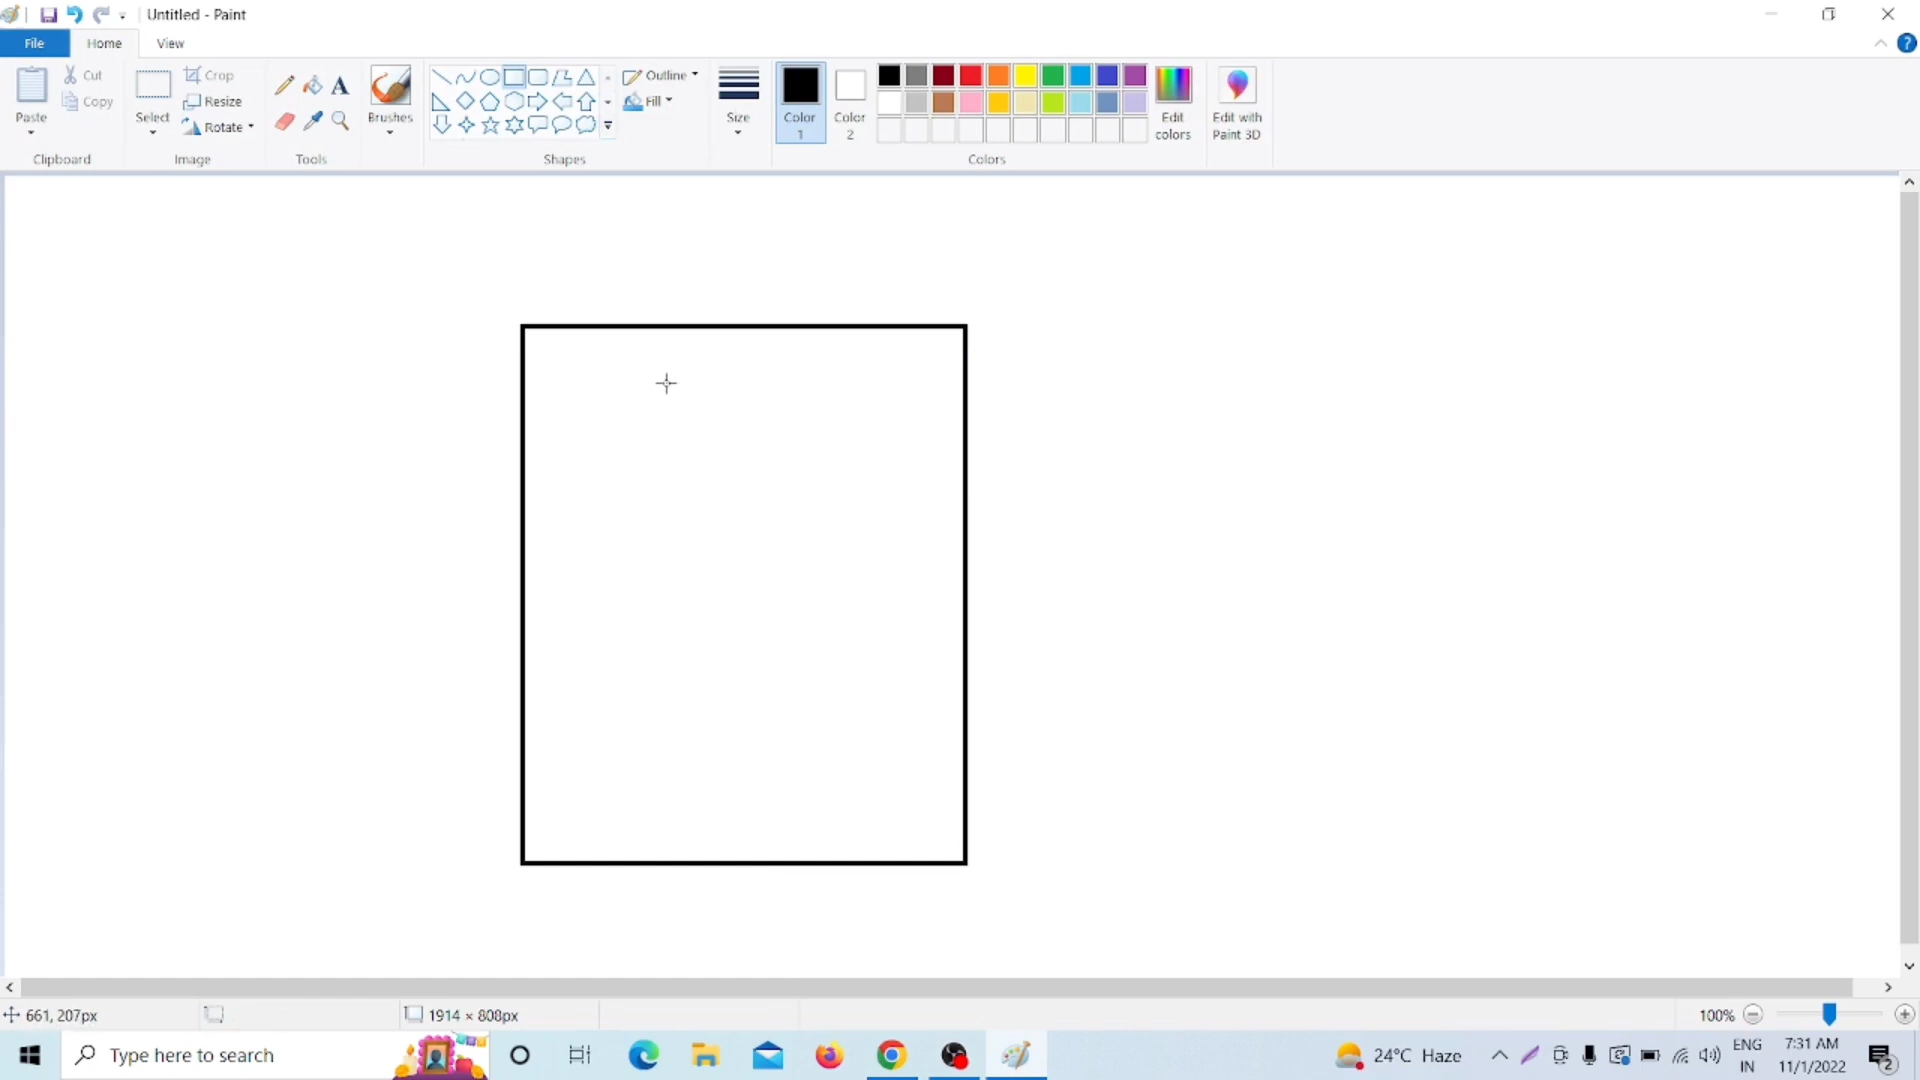 Untitled - Paint
File Home View
Paste
Cut
Copy
Clipboard
Select
Crop
Resize
Rotate
Image
A
Tools
Brushes
Shapes
Outline
Fill
Size
Color 1
Color 2
Edit colors
Colors
Edit with Paint 3D
661, 207px
1914 × 808px
100%
Type here to search
24°C Haze
ENG
IN
7:31 AM
11/1/2022
2